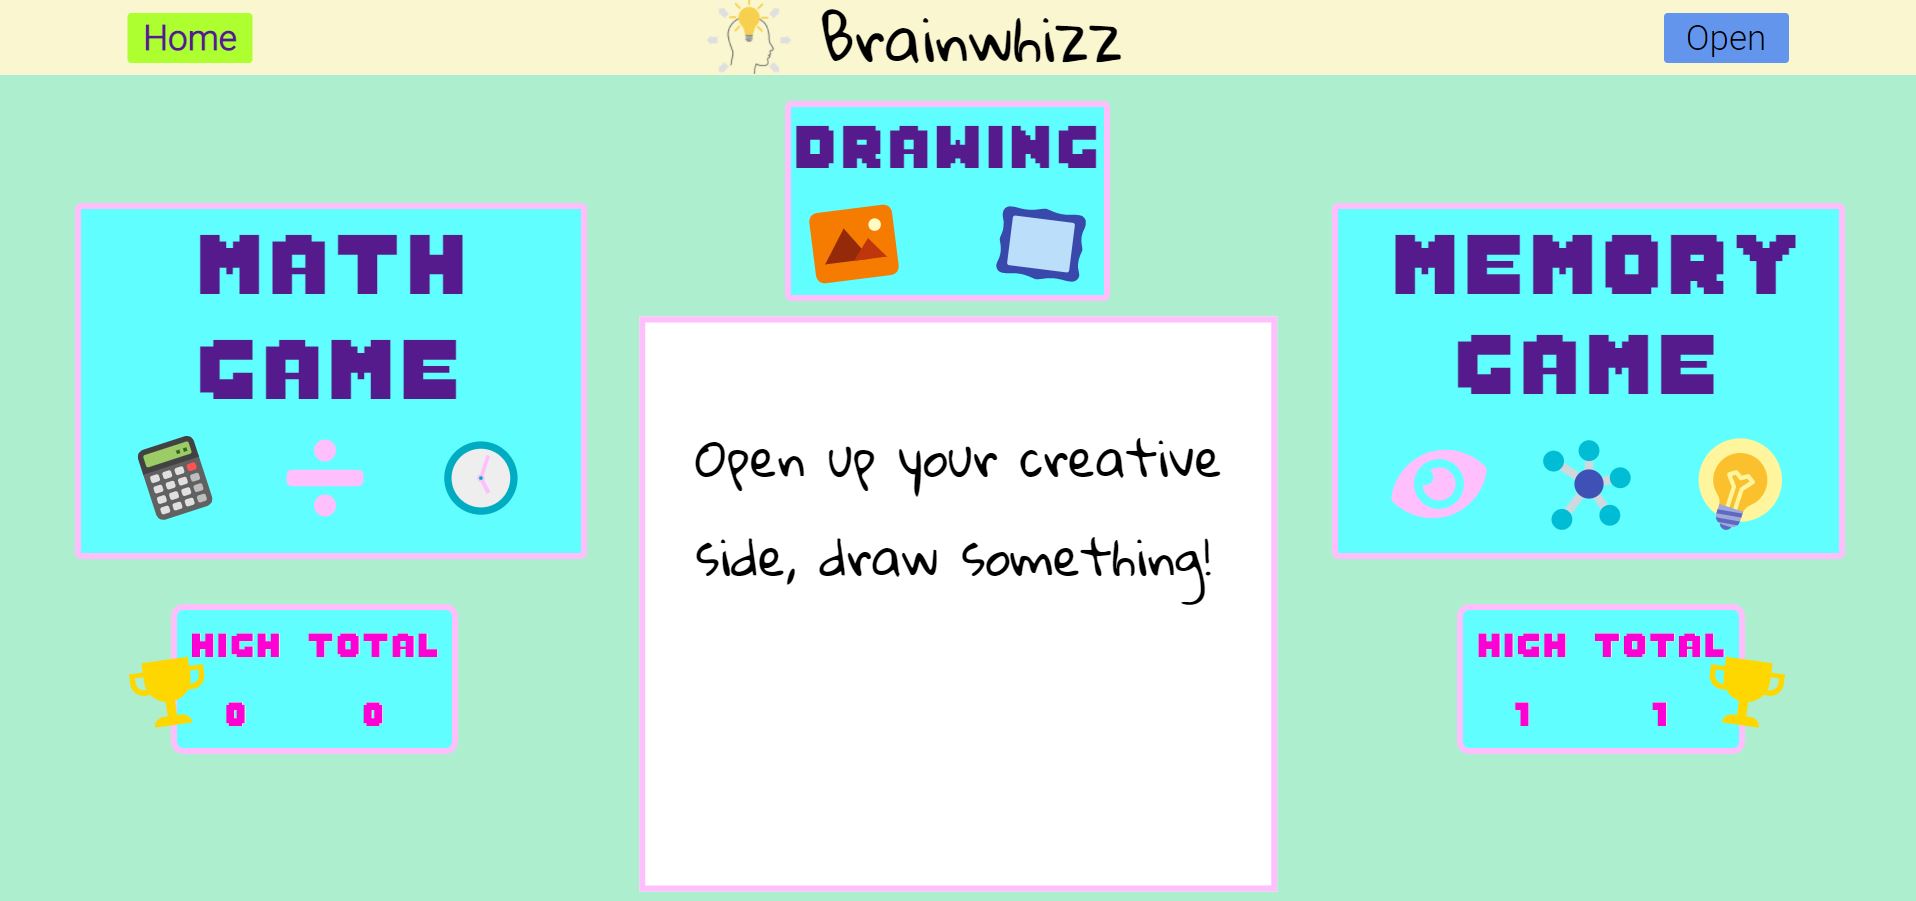 Home
Brainwhizz
Open
DRAWING
MATH
GAME
MEMORY
GAME
Open up your creative
side, draw something!
HIGH TOTAL
0 0
HIGH TOTAL
1 1